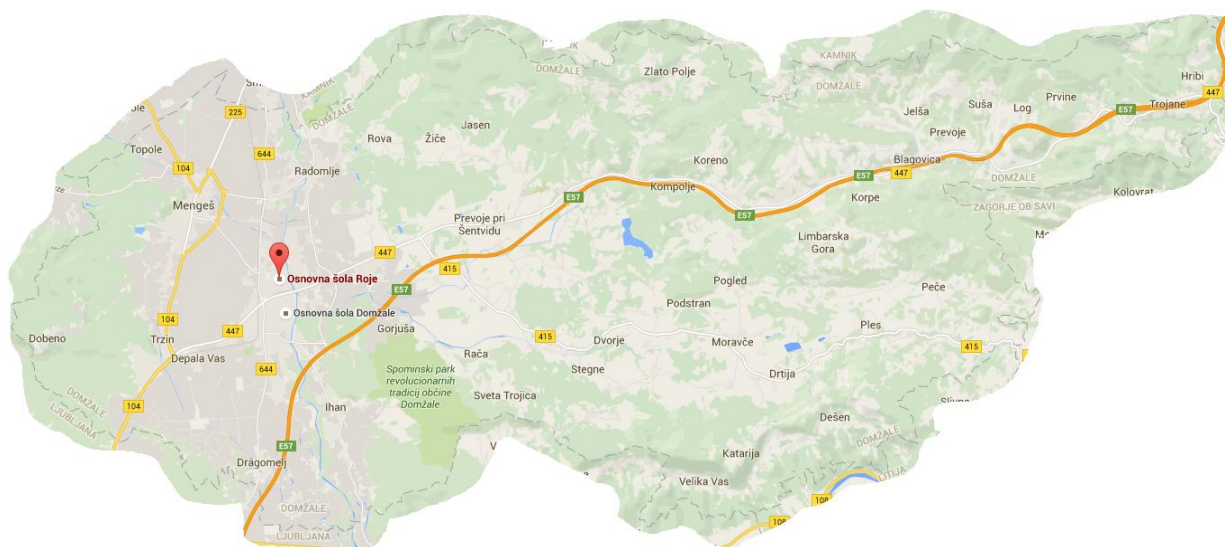 KAMNIK
DOMŽALE
Zlato Polje
KAMNIK
DOMŽALE
Hribi
447
Trojane
E57
Prvine
Log
Suša
Jelša
Prevoje
225
KAMNIK
DOMŽALE
Topole
104
644
Radomlje
Rova
Žiče
Jasen
Koreno
Kompolje
E57
Blagovica
E57
447
Korpe
DOMŽALE
ZAGORJE OB SAVI
Kolovrat
Mengeš
Prevoje pri
Šentvidu
E57
Limbarska
Gora
447
415
Osnovna šola Roje
E57
Pogled
Peče
Podstran
Osnovna šola Domžale
Gorjuša
104
447
Dobeno
Trzin
Depala Vas
415
Dvorje
Moravče
Ples
415
Rača
Stegne
Drtija
644
Spominski park
revolucionarnih
tradicij občine
Domžale
Sveta Trojica
DOMŽALE
LJUBLJANA
104
Ihan
Dešen
DOMŽALE
LITIJA
E57
Dragomelj
Katarija
Velika Vas
108
108
DOMŽALE
LJUBLJANA